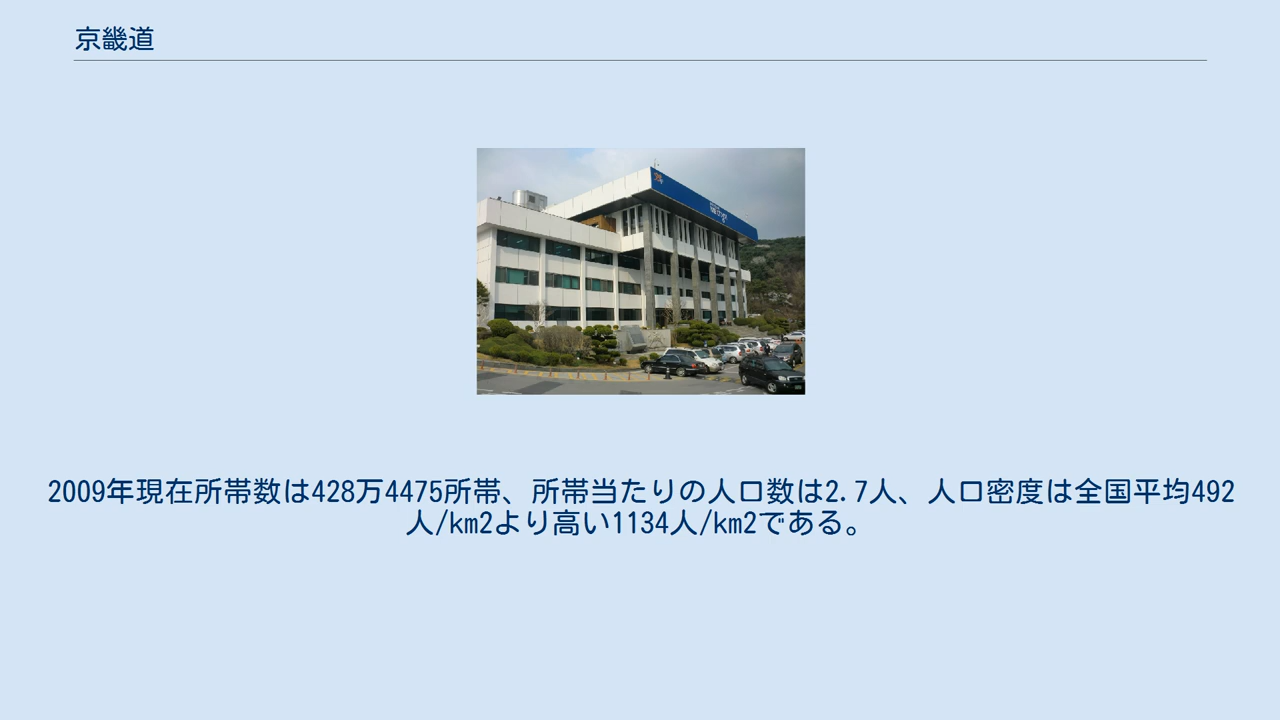 京畿道
2009年現在所帯数は428万4475所帯、所帯当たりの人口数は2.7人、人口密度は全国平均492
人/km2より高い1134人/km2である。